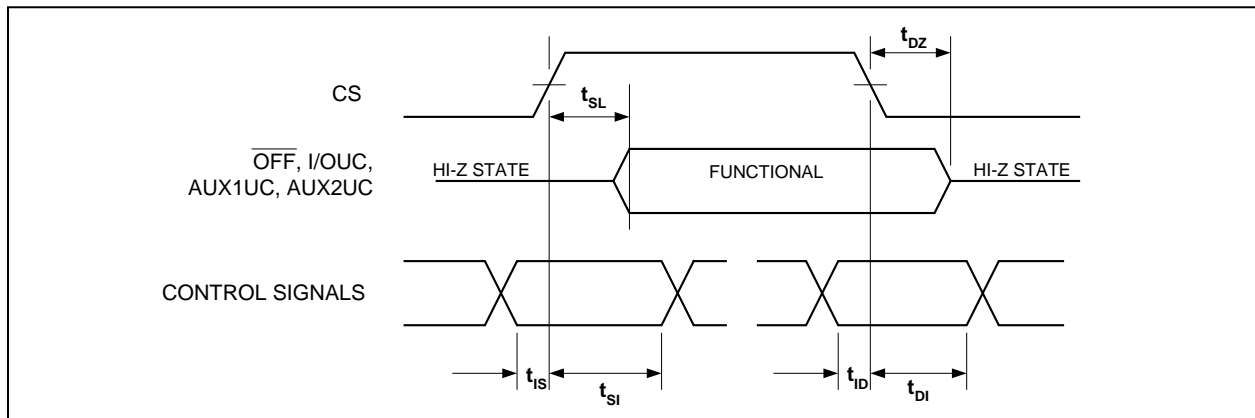 t_DZ
CS
t_SL
OFF, I/OUC,
AUX1UC, AUX2UC
HI-Z STATE
FUNCTIONAL
HI-Z STATE
CONTROL SIGNALS
t_IS
t_SI
t_ID
t_DI